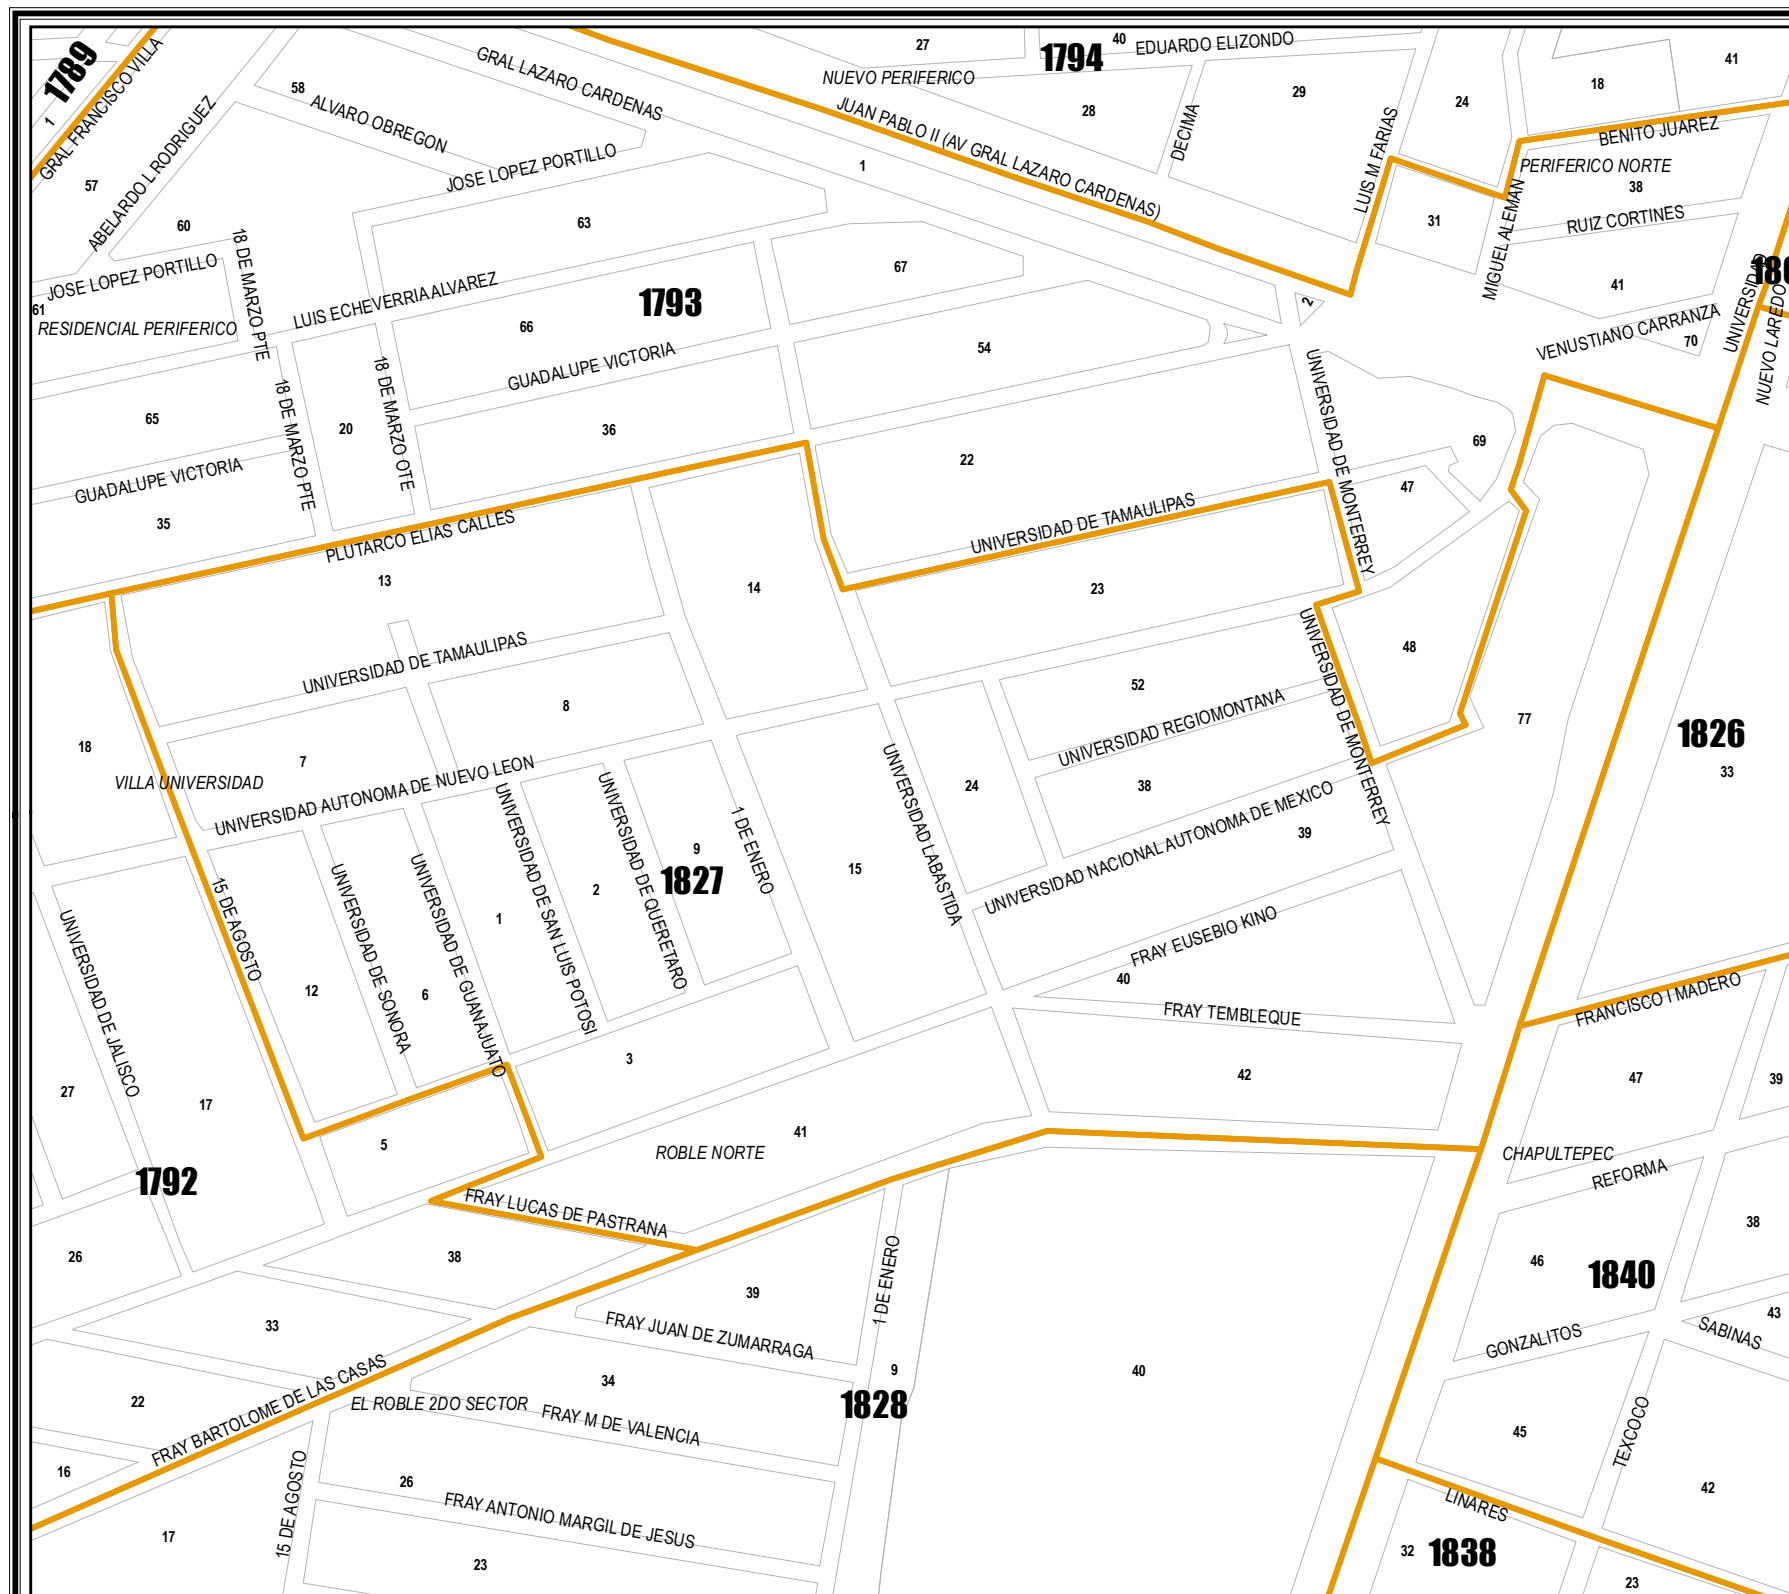 1789
GRAL FRANCISCO VILLA
1
57
ABELARDO L RODRIGUEZ
58
ALVARO OBREGON
GRAL LAZARO CARDENAS
JOSE LOPEZ PORTILLO
60
63
JOSE LOPEZ PORTILLO
61
RESIDENCIAL PERIFERICO
18 DE MARZO PTE
LUIS ECHEVERRIA ALVAREZ
27
40
1794
EDUARDO ELIZONDO
NUEVO PERIFERICO
28
29
DECIMA
JUAN PABLO II (AV GRAL LAZARO CARDENAS)
1
LUIS M FARIAS
24
18
41
BENITO JUAREZ
PERIFERICO NORTE
38
31
MIGUEL ALEMAN
RUIZ CORTINES
41
UNIVERSIDAD
NUEVO LAREDO
VENUSTIANO CARRANZA
70
67
1793
66
2
54
GUADALUPE VICTORIA
65
20
18 DE MARZO PTE
18 DE MARZO OTE
36
GUADALUPE VICTORIA
35
PLUTARCO ELIAS CALLES
22
UNIVERSIDAD DE MONTERREY
69
47
UNIVERSIDAD DE TAMAULIPAS
13
14
23
UNIVERSIDAD DE TAMAULIPAS
8
52
UNIVERSIDAD DE MONTERREY
48
77
1826
33
18
VILLA UNIVERSIDAD
7
UNIVERSIDAD AUTONOMA DE NUEVO LEON
UNIVERSIDAD REGIOMONTANA
24
38
UNIVERSIDAD LABASTIDA
UNIVERSIDAD NACIONAL AUTONOMA DE MEXICO
39
15 DE AGOSTO
UNIVERSIDAD DE SONORA
UNIVERSIDAD DE GUANAJUATO
UNIVERSIDAD DE SAN LUIS POTOSI
UNIVERSIDAD DE QUERETARO
1 DE ENERO
9
1827
2
1
15
UNIVERSIDAD DE JALISCO
12
6
FRAY EUSEBIO KINO
40
FRAY TEMBLEQUE
FRANCISCO I MADERO
3
42
47
39
27
17
5
41
ROBLE NORTE
1792
CHAPULTEPEC
REFORMA
FRAY LUCAS DE PASTRANA
26
38
38
46
1840
39
1 DE ENERO
33
FRAY JUAN DE ZUMARRAGA
43
SABINAS
GONZALITOS
9
40
34
1828
22
FRAY BARTOLOME DE LAS CASAS
EL ROBLE 2DO SECTOR
FRAY M DE VALENCIA
45
TEXCOCO
42
16
26
15 DE AGOSTO
FRAY ANTONIO MARGIL DE JESUS
LINARES
17
23
32
1838
23